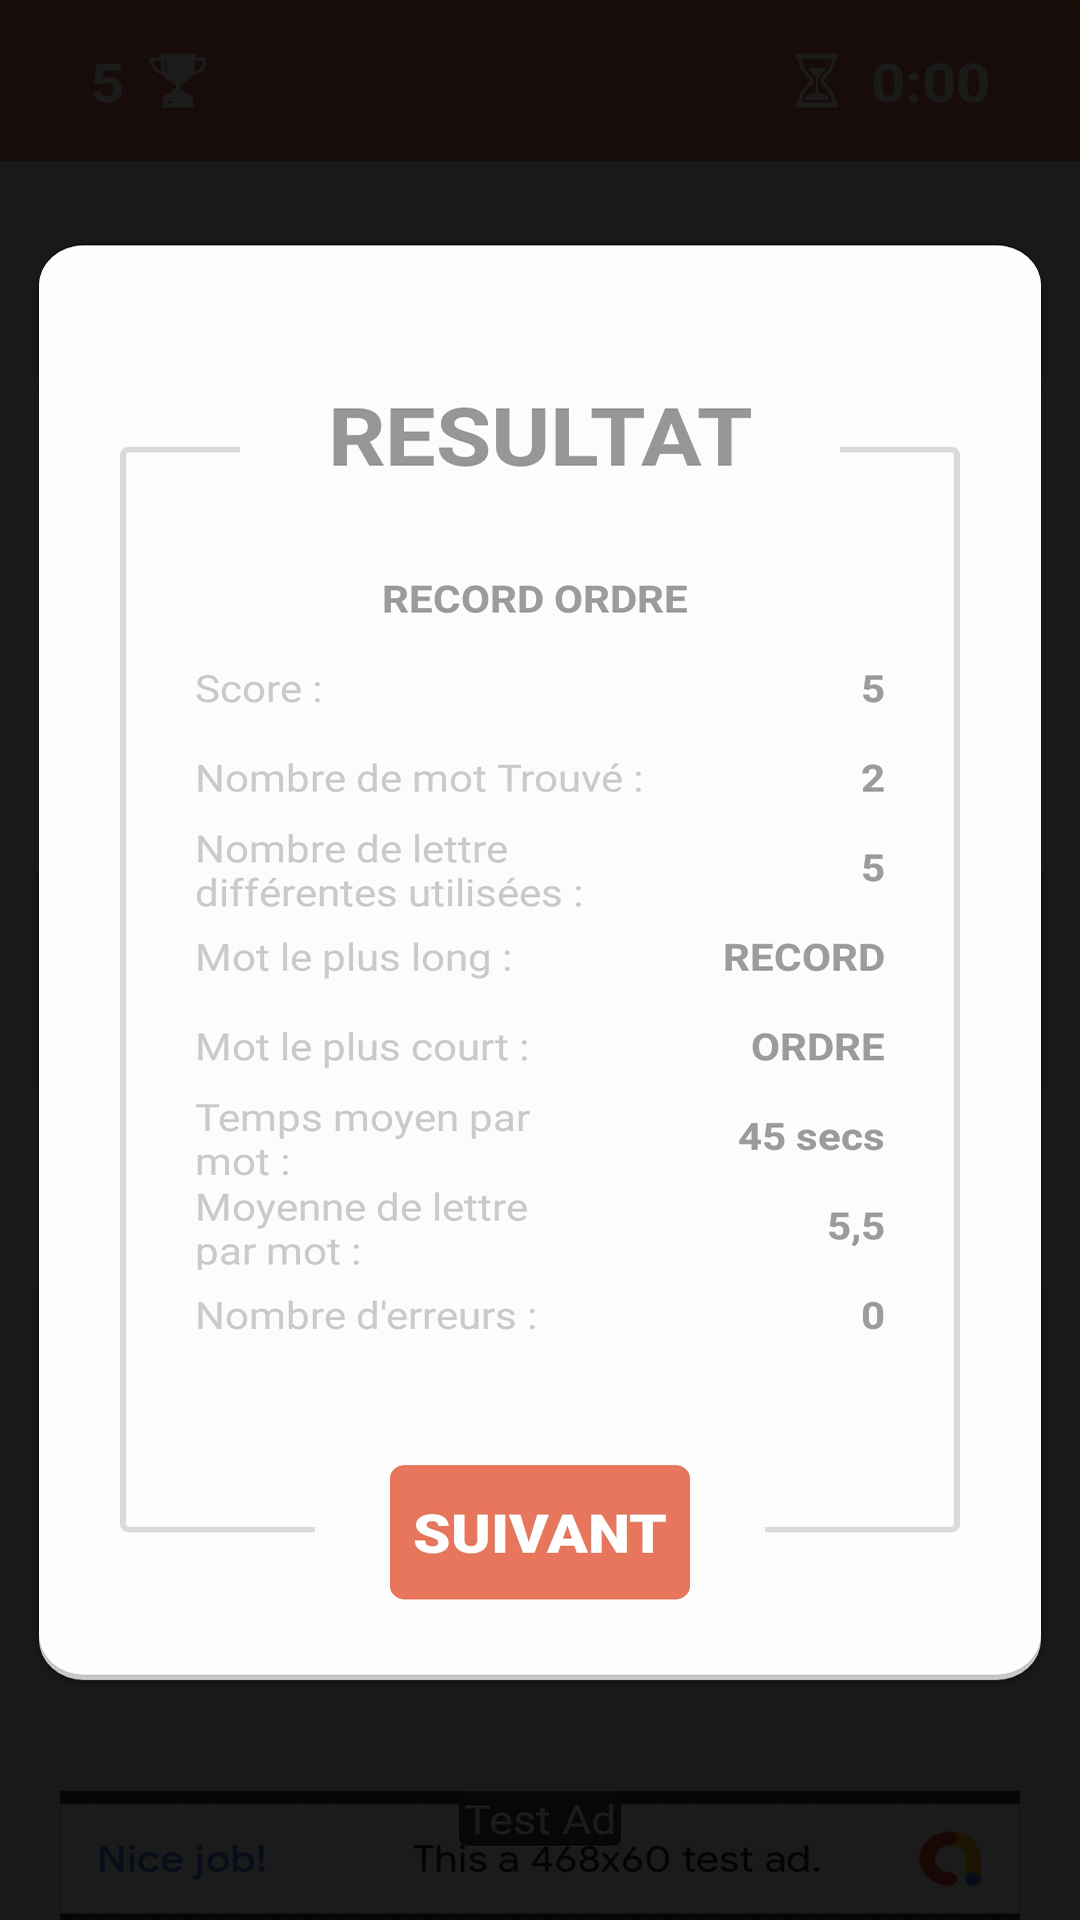 5 0:00
RESULTAT
RECORD ORDRE
Score : 5
Nombre de mot Trouvé : 2
Nombre de lettre
différentes utilisées : 5
Mot le plus long : RECORD
Mot le plus court : ORDRE
Temps moyen par
mot : 45 secs
Moyenne de lettre
par mot : 5,5
Nombre d'erreurs : 0
SUIVANT
Test Ad
Nice job! This a 468x60 test ad.